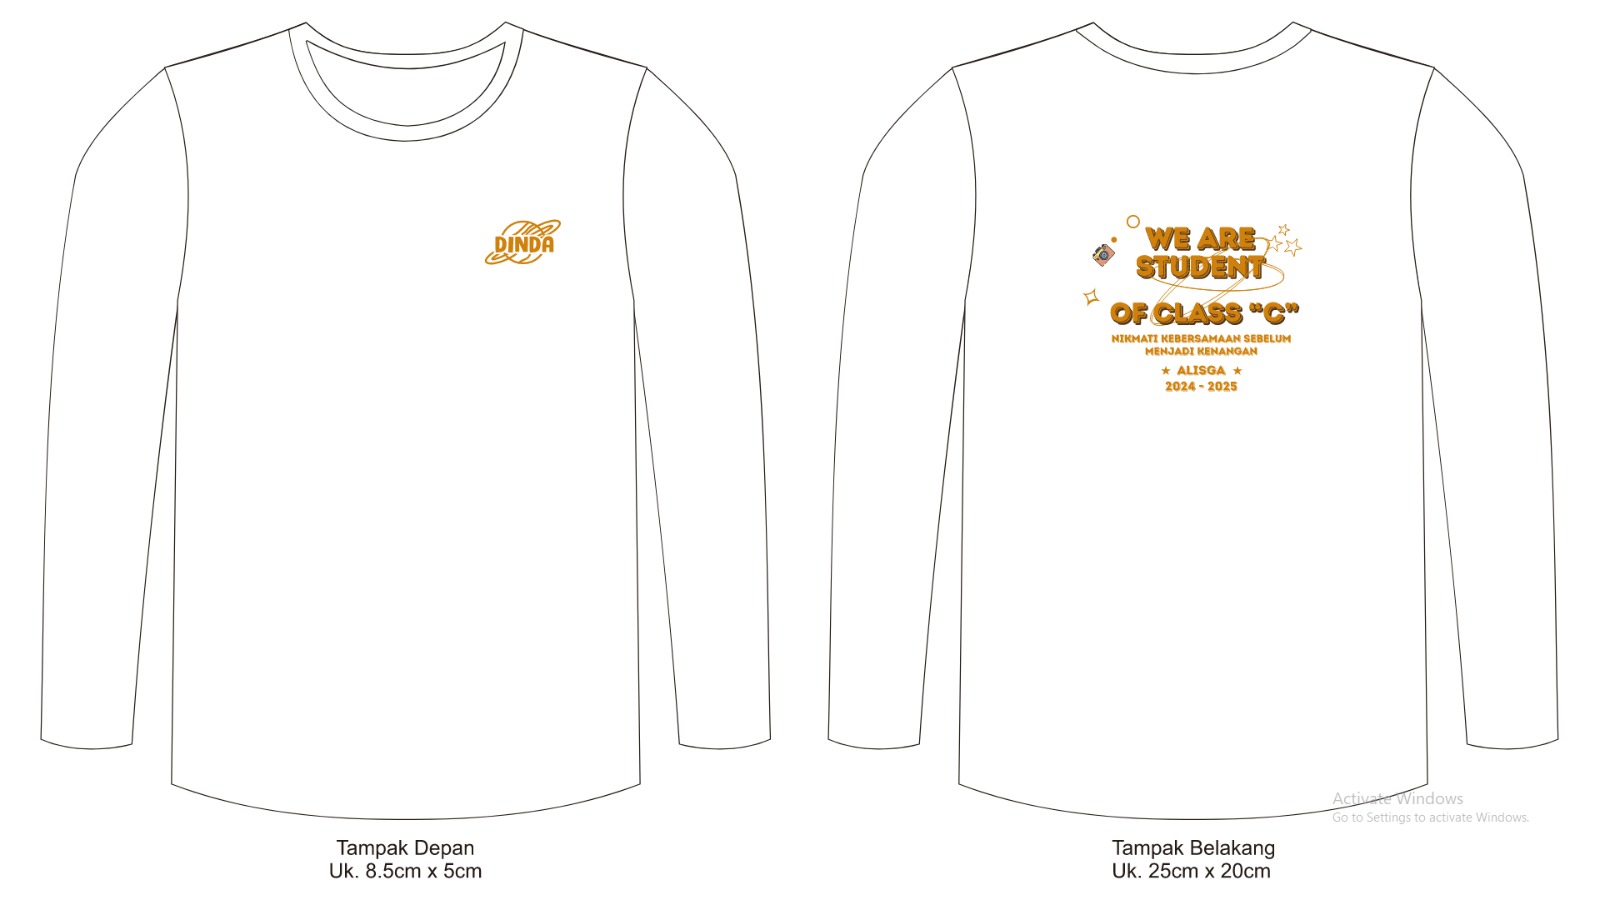 DINDA
WE ARE
STUDENT
OF CLASS “C”
NIKMATI KEBERSAMAAN SEBELUM
MENJADI KENANGAN
★ ALISGA ★
2024 - 2025
Activate Windows
Go to Settings to activate Windows.
Tampak Depan
Uk. 8.5cm x 5cm
Tampak Belakang
Uk. 25cm x 20cm